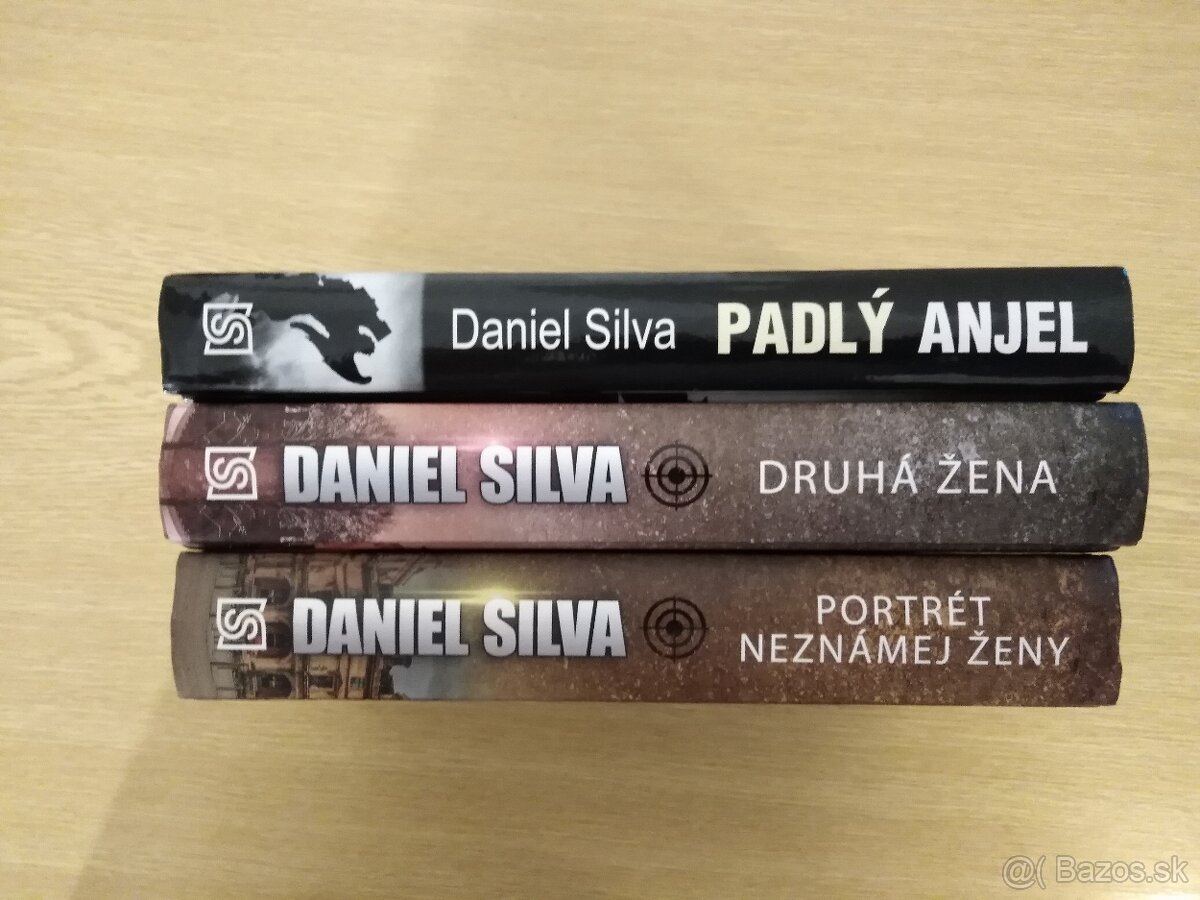 Daniel Silva PADLÝ ANJEL
DANIEL SILVA DRUHÁ ŽENA
DANIEL SILVA PORTRÉT
NEZNÁMEJ ŽENY
@( Bazos.sk